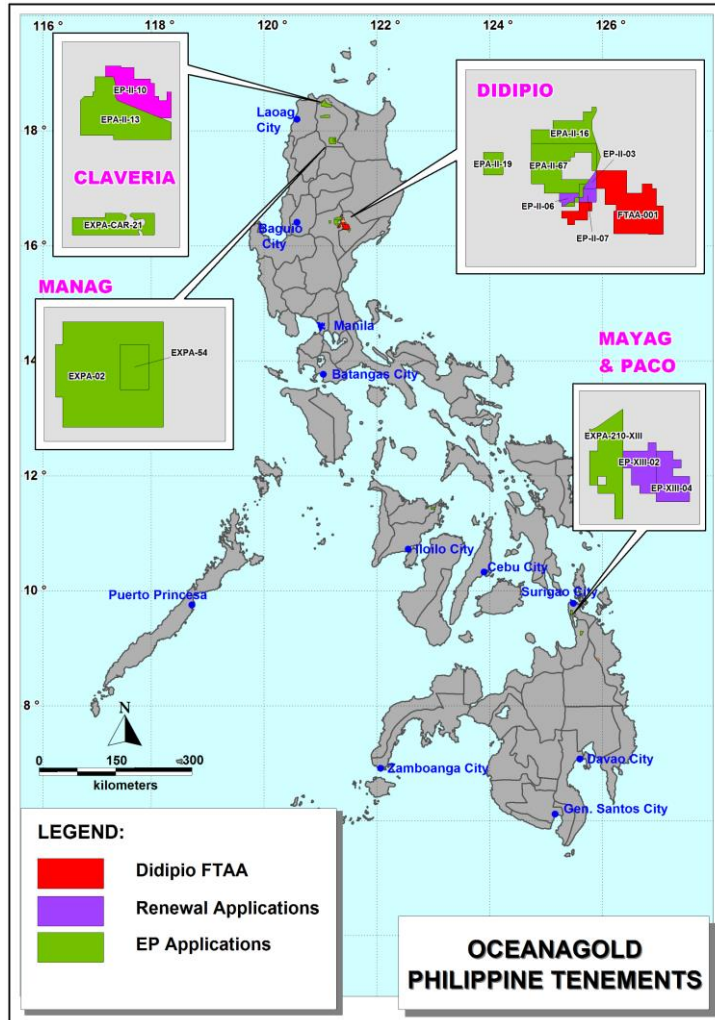 116 °
118 °
120 °
122 °
124 °
126 °
EP-II-10
EPA-II-13
CLAVERIA
EXPA-CAR-21
DIDIPIO
EPA-II-16
EP-II-03
EPA-II-19
EPA-II-67
EP-II-06
FTAA-001
EP-II-07
Laoag
City
18 °
Baguio
City
16 °
MANAG
EXPA-54
EXPA-02
Manila
14 °
Batangas City
MAYAG
& PACO
EXPA-210-XIII
EP-XIII-02
EP-XIII-04
12 °
Iloilo City
Cebu City
10 °
Puerto Princesa
Surigao City
8 °
N
0 150 300
kilometers
Zamboanga City
Davao City
Gen. Santos City
LEGEND:
Didipio FTAA
Renewal Applications
EP Applications
OCEANAGOLD
PHILIPPINE TENEMENTS
118 °
120 °
122 °
124 °
126 °